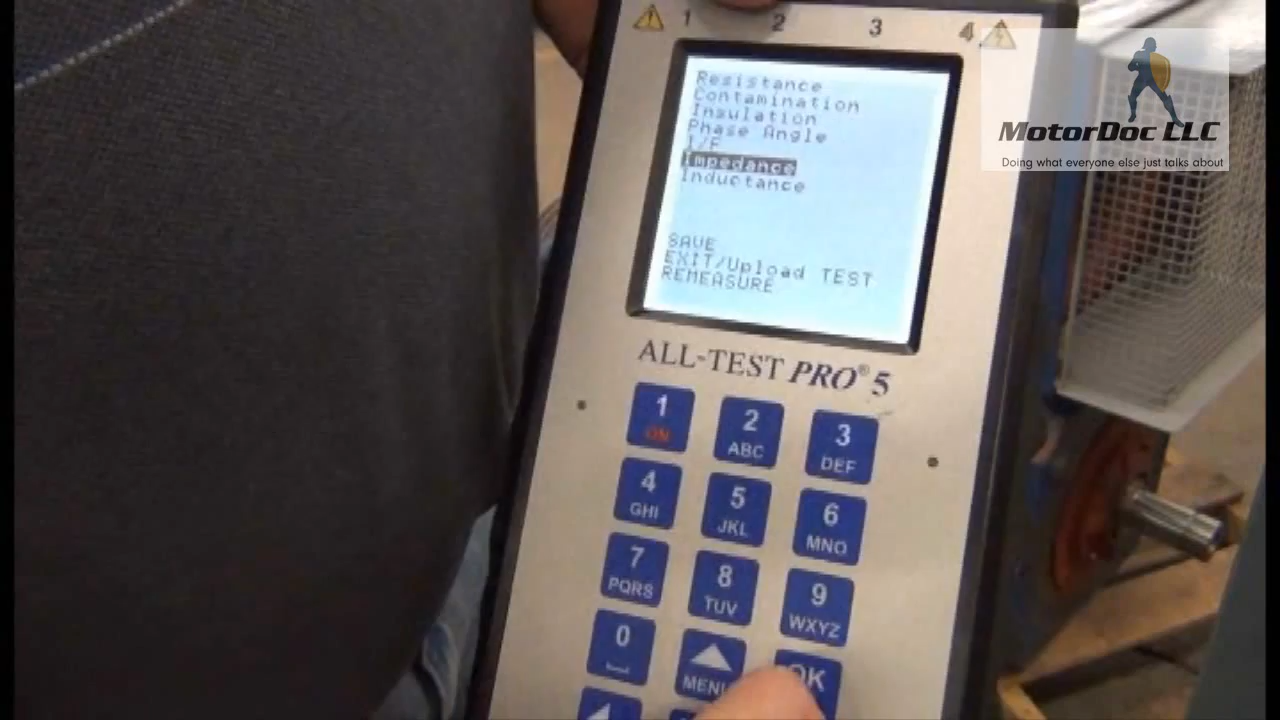 1 2 3 4
MotorDoc LLC
Doing what everyone else just talks about
Resistance
Contamination
Insulation
Phase Angle
I/F
Impedance
Inductance
SAVE
EXIT/Upload TEST
REMEASURE
ALL-TEST PRO® 5
1 2 3
ON ABC DEF
4 5 6
GHI JKL MNO
7 8 9
PQRS TUV WXYZ
0 OK
MENU